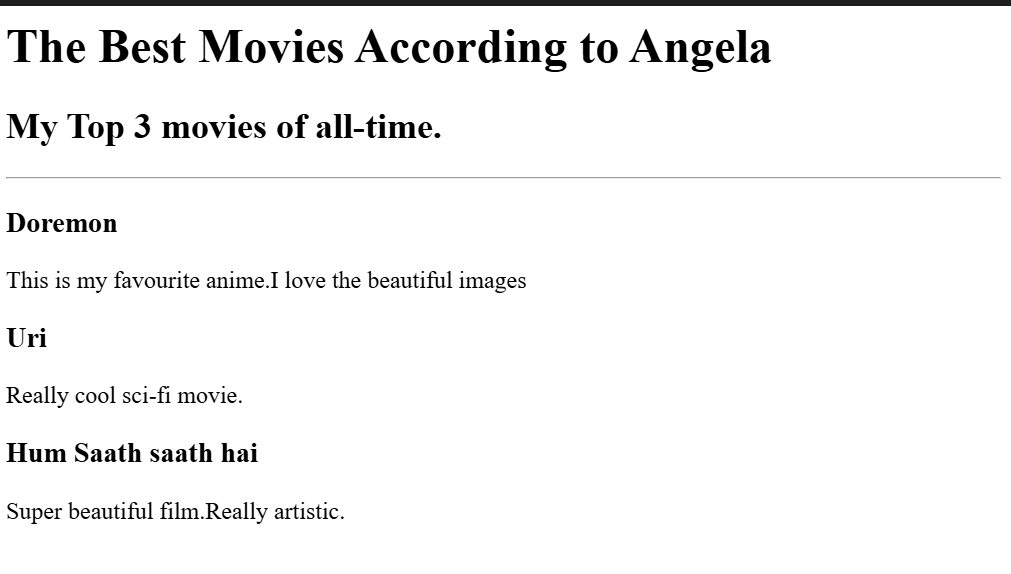 The Best Movies According to Angela
My Top 3 movies of all-time.
Doremon
This is my favourite anime.I love the beautiful images
Uri
Really cool sci-fi movie.
Hum Saath saath hai
Super beautiful film.Really artistic.